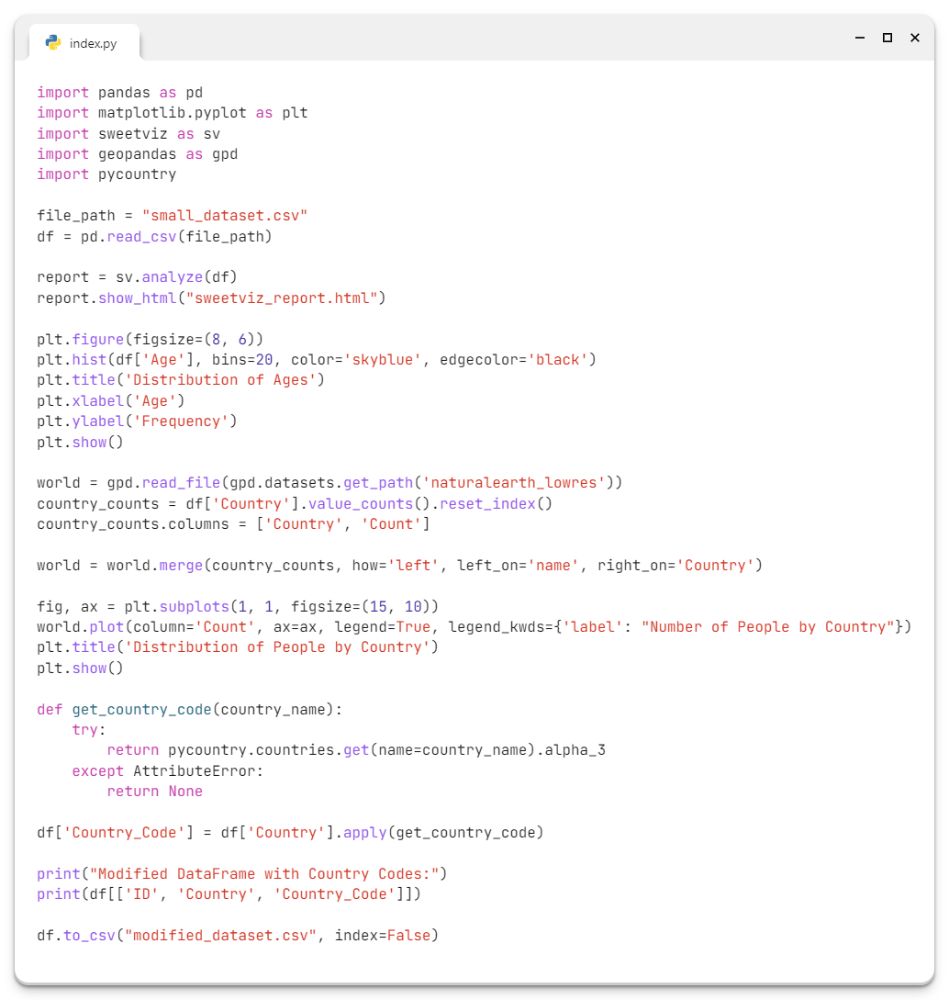 index.py
import pandas as pd
import matplotlib.pyplot as plt
import sweetviz as sv
import geopandas as gpd
import pycountry

file_path = "small_dataset.csv"
df = pd.read_csv(file_path)

report = sv.analyze(df)
report.show_html("sweetviz_report.html")

plt.figure(figsize=(8, 6))
plt.hist(df['Age'], bins=20, color='skyblue', edgecolor='black')
plt.title('Distribution of Ages')
plt.xlabel('Age')
plt.ylabel('Frequency')
plt.show()

world = gpd.read_file(gpd.datasets.get_path('naturalearth_lowres'))
country_counts = df['Country'].value_counts().reset_index()
country_counts.columns = ['Country', 'Count']

world = world.merge(country_counts, how='left', left_on='name', right_on='Country')

fig, ax = plt.subplots(1, 1, figsize=(15, 10))
world.plot(column='Count', ax=ax, legend=True, legend_kwds={'label': "Number of People by Country"})
plt.title('Distribution of People by Country')
plt.show()

def get_country_code(country_name):
    try:
        return pycountry.countries.get(name=country_name).alpha_3
    except AttributeError:
        return None

df['Country_Code'] = df['Country'].apply(get_country_code)

print("Modified DataFrame with Country Codes:")
print(df[['ID', 'Country', 'Country_Code']])

df.to_csv("modified_dataset.csv", index=False)